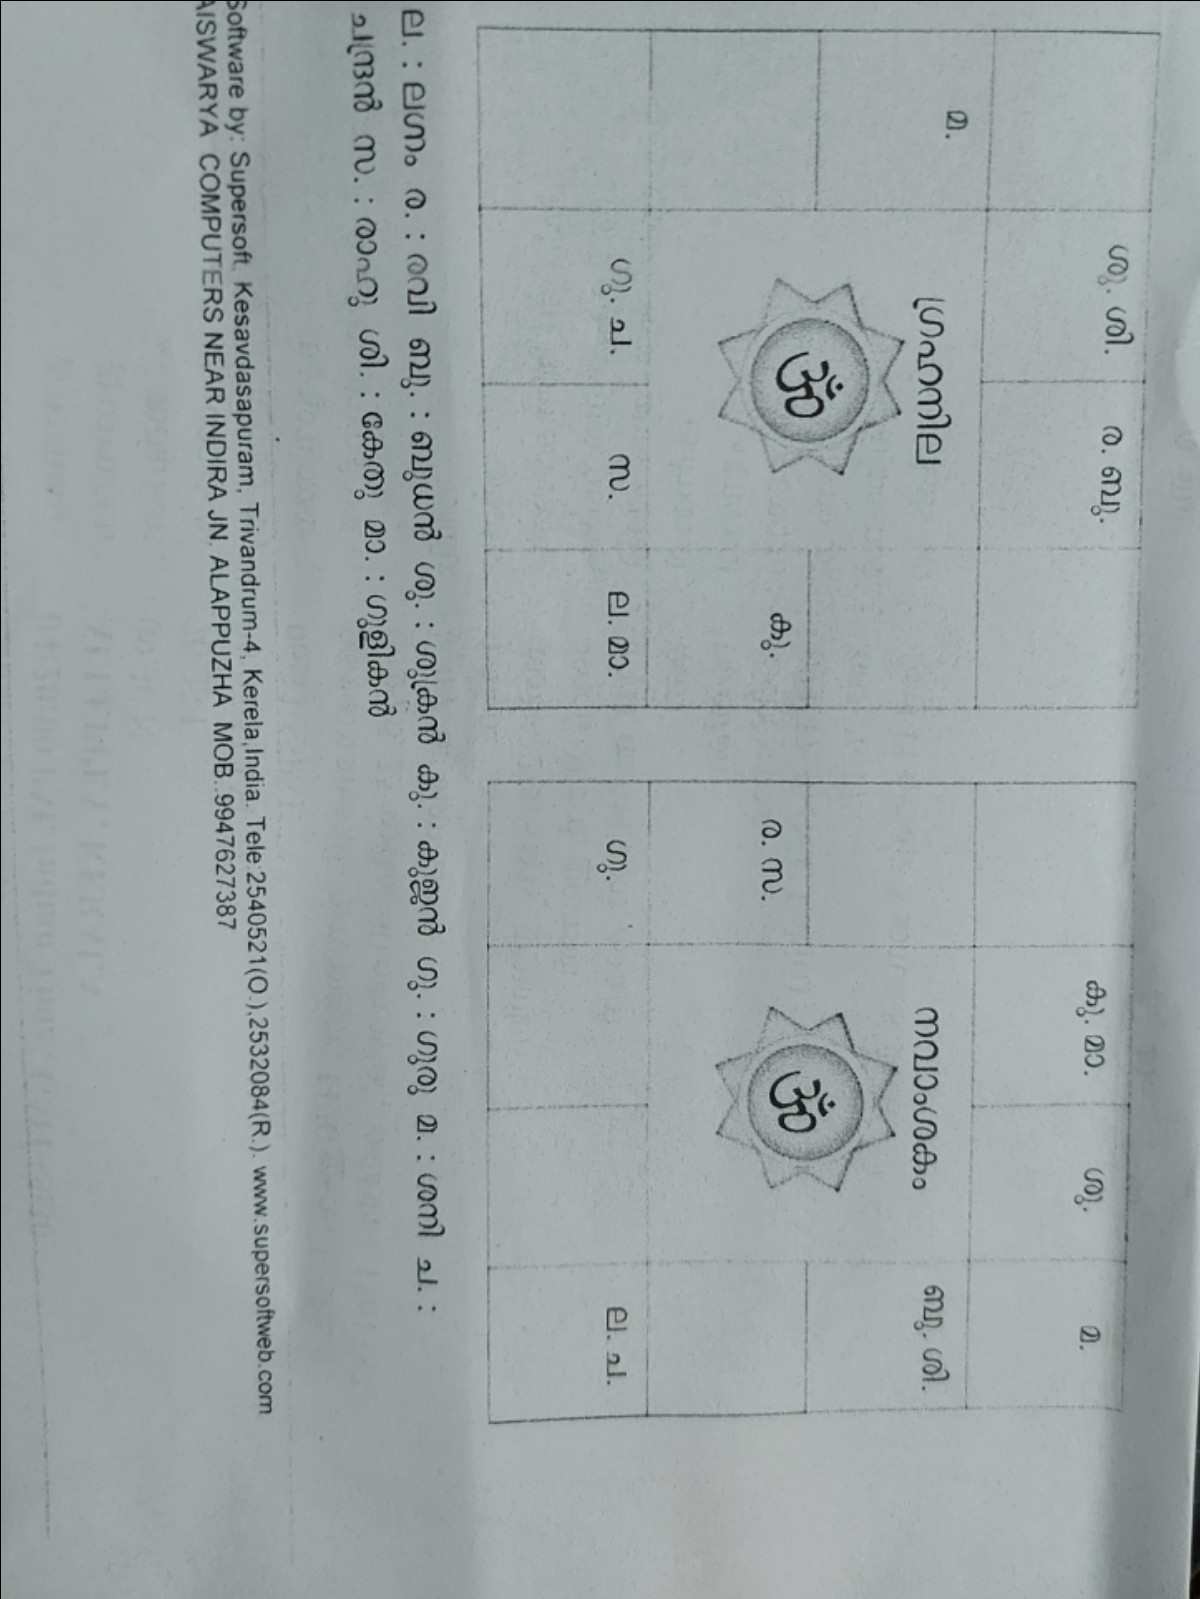 ശു. ശി. ര. ബു.
മ.
ഗ്രഹനില
ॐ
കു.
ഗു. ച. സ. ല. മാ.
കു. മാ. ശു. മ.
നവാംശകം
ബു. ശി.
ॐ
ര. സ.
ഗു. ല. ച.
ല. : ലഗ്നം ര. : രവി ബു. : ബുധൻ ശു. : ശുക്രൻ കു. : കുജൻ ഗു. : ഗുരു മ. : ശനി ച. :
ചന്ദ്രൻ സ. : രാഹു ശി. : കേതു മാ. : ഗുളികൻ
Software by: Supersoft, Kesavdasapuram, Trivandrum-4, Kerela,India. Tele:2540521(O.),2532084(R.). www.supersoftweb.com
AISWARYA COMPUTERS NEAR INDIRA JN. ALAPPUZHA MOB..9947627387